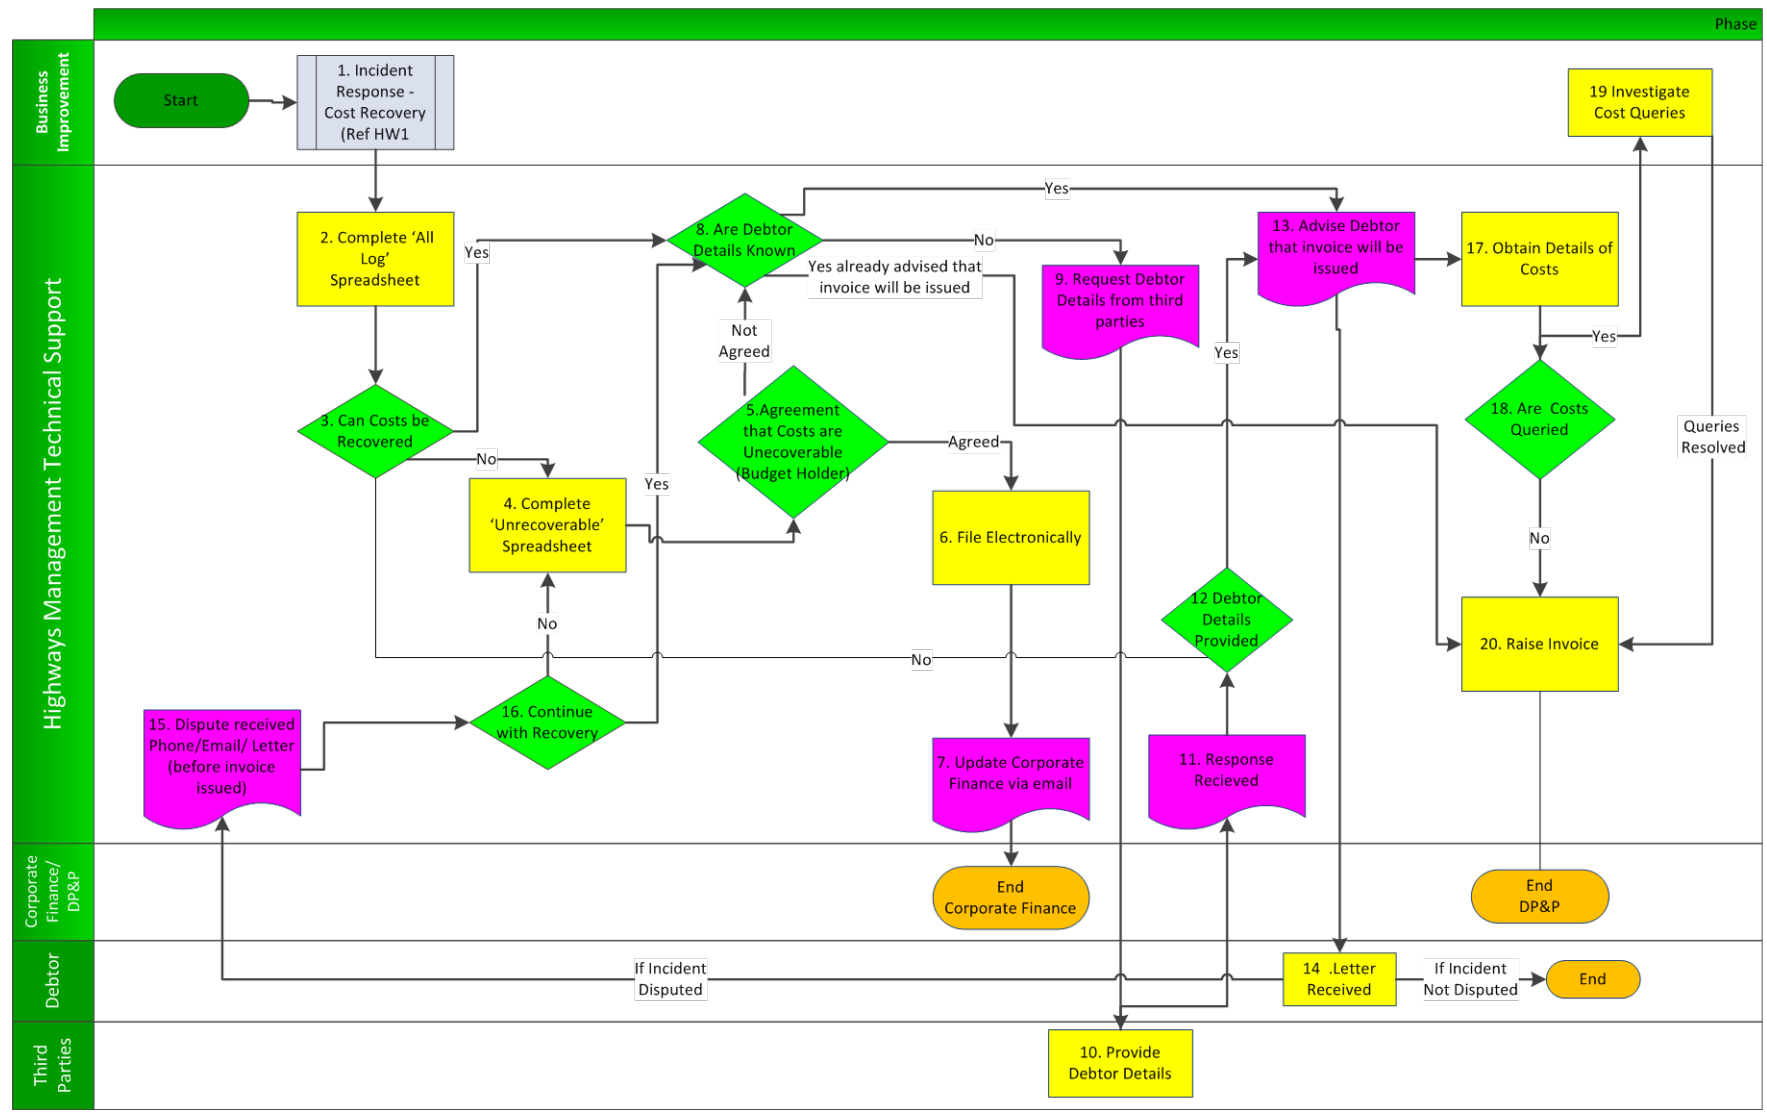 Phase
Business
Improvement
Start
1. Incident
Response -
Cost Recovery
(Ref HW1
19 Investigate
Cost Queries
Highways Management Technical Support
2. Complete ‘All
Log’
Spreadsheet
Yes
8. Are Debtor
Details Known
Yes
No
Yes already advised that
invoice will be issued
9. Request Debtor
Details from third
parties
13. Advise Debtor
that invoice will be
issued
17. Obtain Details of
Costs
Yes
Not
Agreed
Yes
3. Can Costs be
Recovered
No
5.Agreement
that Costs are
Unecoverable
(Budget Holder)
Agreed
18. Are  Costs
Queried
Queries
Resolved
4. Complete
‘Unrecoverable’
Spreadsheet
Yes
6. File Electronically
No
12 Debtor
Details
Provided
No
No
20. Raise Invoice
15. Dispute received
Phone/Email/ Letter
(before invoice
issued)
16. Continue
with Recovery
7. Update Corporate
Finance via email
11. Response
Recieved
Corporate
Finance/
DP&P
End
Corporate Finance
End
DP&P
Debtor
If Incident
Disputed
14  .Letter
Received
If Incident
Not Disputed
End
Third
Parties
10. Provide
Debtor Details